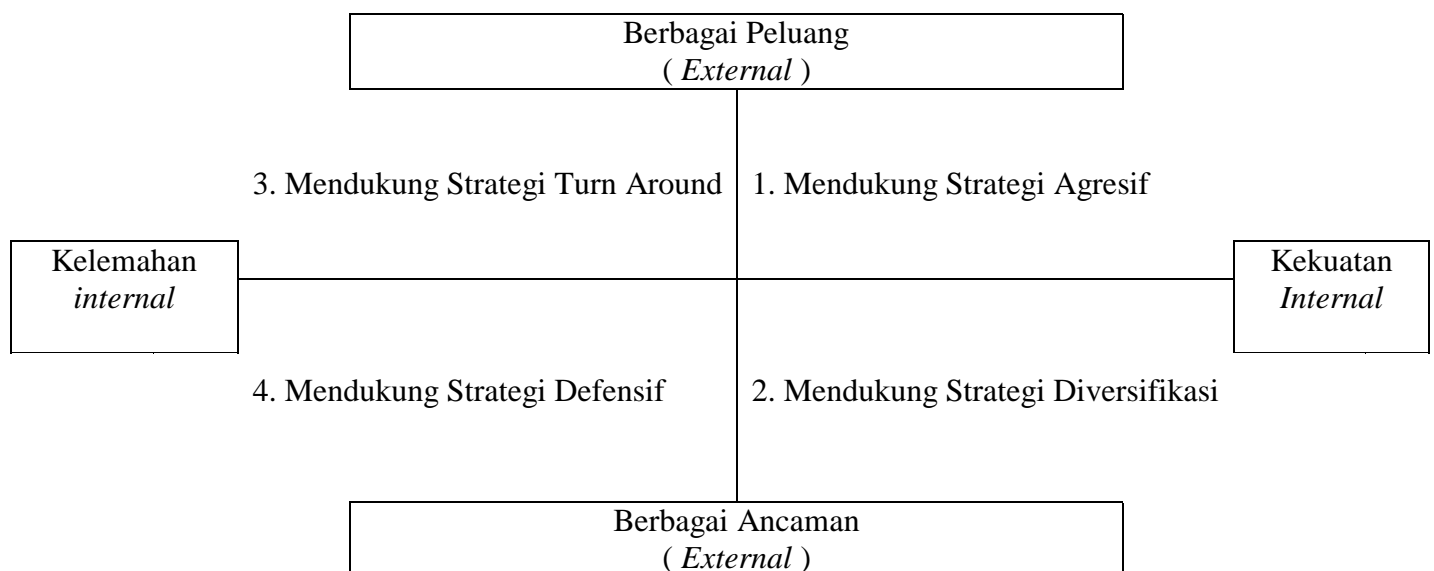 Berbagai Peluang
( External )
3. Mendukung Strategi Turn Around
1. Mendukung Strategi Agresif
Kelemahan
internal
Kekuatan
Internal
4. Mendukung Strategi Defensif
2. Mendukung Strategi Diversifikasi
Berbagai Ancaman
( External )